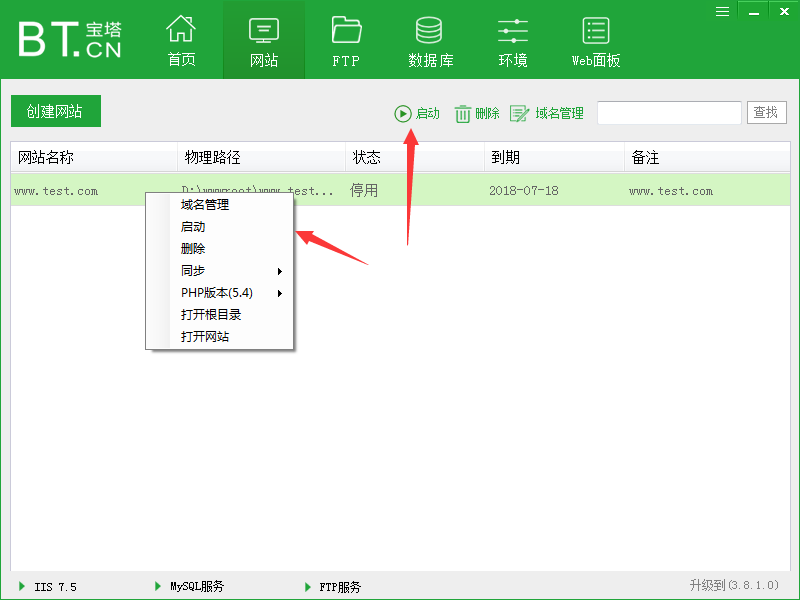 BT.CN 宝塔
首页
网站
FTP
数据库
环境
Web面板
创建网站
启动
删除
域名管理
查找
网站名称
物理路径
状态
到期
备注
www.test.com
D:\wwwroot\www.test...
停用
2018-07-18
www.test.com
域名管理
启动
删除
同步
PHP版本(5.4)
打开根目录
打开网站
IIS 7.5
MySQL服务
FTP服务
升级到(3.8.1.0)